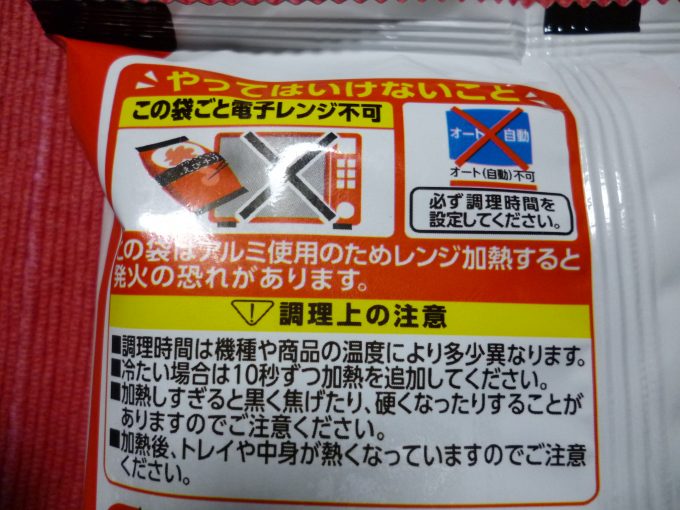 やってはいけないこと
この袋ごと電子レンジ不可
オート 自動
オート(自動)不可
必ず調理時間を
設定してください。
この袋はアルミ使用のためレンジ加熱すると
発火の恐れがあります。
調理上の注意
■調理時間は機種や商品の温度により多少異なります。
■冷たい場合は10秒ずつ加熱を追加してください。
■加熱しすぎると黒く焦げたり、硬くなったりすることが
ありますのでご注意ください。
■加熱後、トレイや中身が熱くなっていますのでご注意
ください。